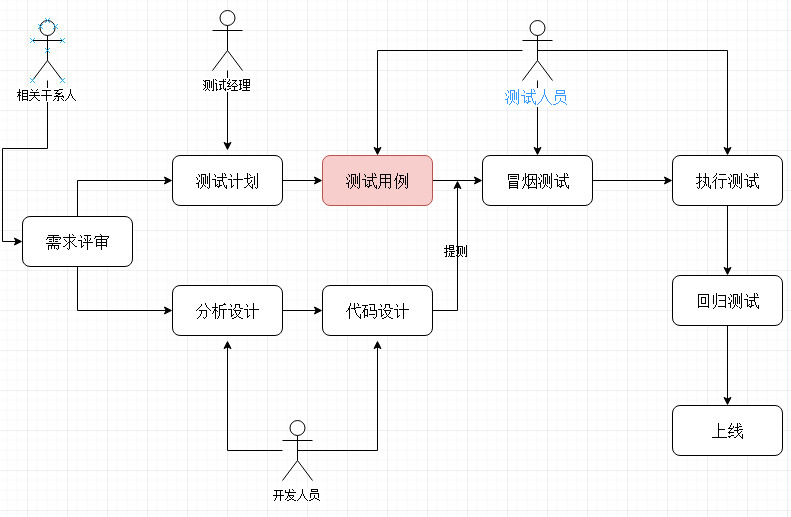 相关干系人
测试经理
测试人员
测试计划
测试用例
冒烟测试
执行测试
需求评审
提测
分析设计
代码设计
回归测试
上线
开发人员